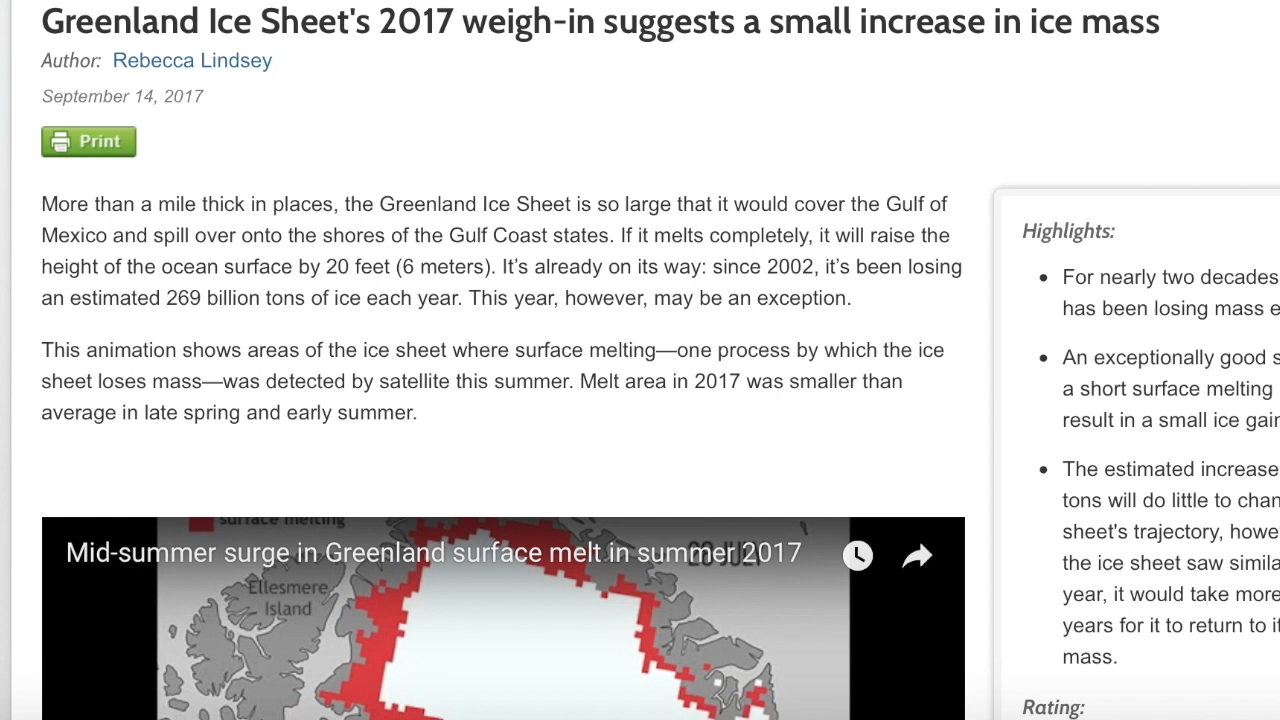 Greenland Ice Sheet's 2017 weigh-in suggests a small increase in ice mass
Author: Rebecca Lindsey
September 14, 2017
Print
More than a mile thick in places, the Greenland Ice Sheet is so large that it would cover the Gulf of
Mexico and spill over onto the shores of the Gulf Coast states. If it melts completely, it will raise the
height of the ocean surface by 20 feet (6 meters). It’s already on its way: since 2002, it’s been losing
an estimated 269 billion tons of ice each year. This year, however, may be an exception.
This animation shows areas of the ice sheet where surface melting—one process by which the ice
sheet loses mass—was detected by satellite this summer. Melt area in 2017 was smaller than
average in late spring and early summer.
surface melting
Mid-summer surge in Greenland surface melt in summer 2017
Ellesmere
Island
Highlights:
For nearly two decades
has been losing mass e
An exceptionally good s
a short surface melting
result in a small ice gain
The estimated increase
tons will do little to chan
sheet's trajectory, howe
the ice sheet saw simila
year, it would take more
years for it to return to it
mass.
Rating: